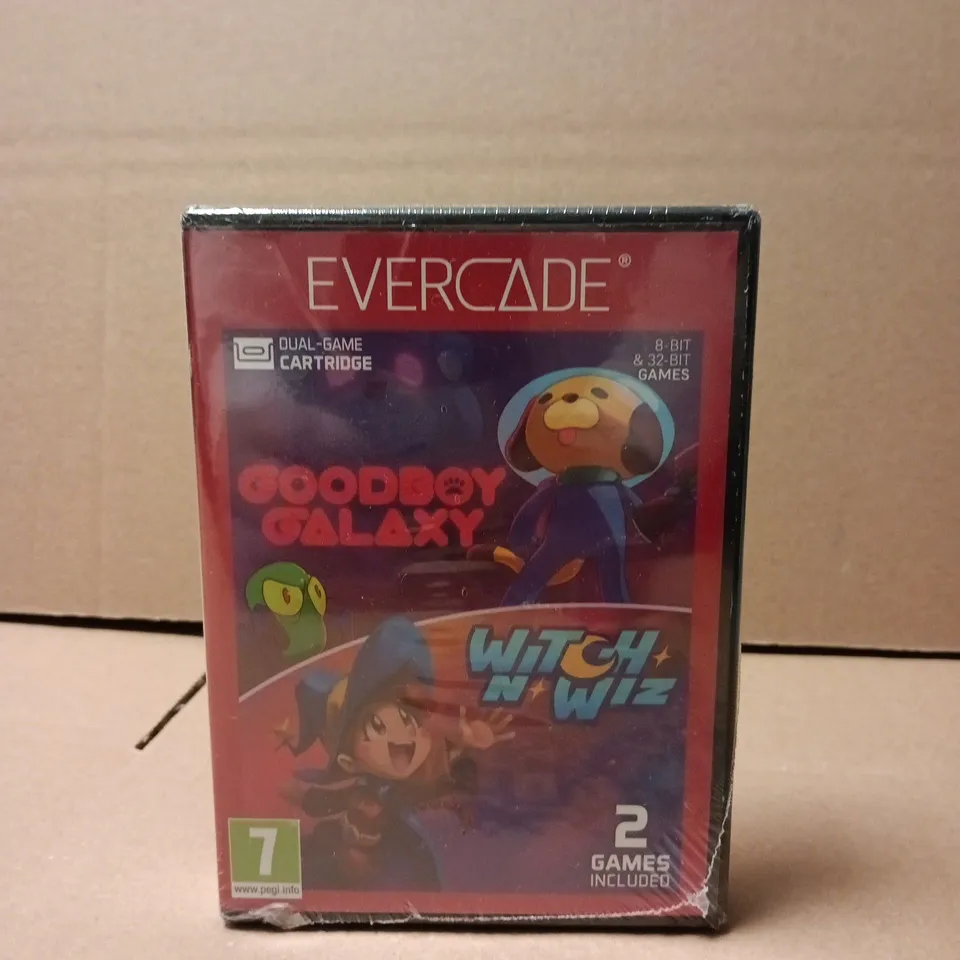 EVERCADE®
DUAL-GAME
CARTRIDGE
8-BIT
& 32-BIT
GAMES
GOODBOY
GALAXY
WITCH
N WIZ
2
GAMES
INCLUDED
7
www.pegi.info